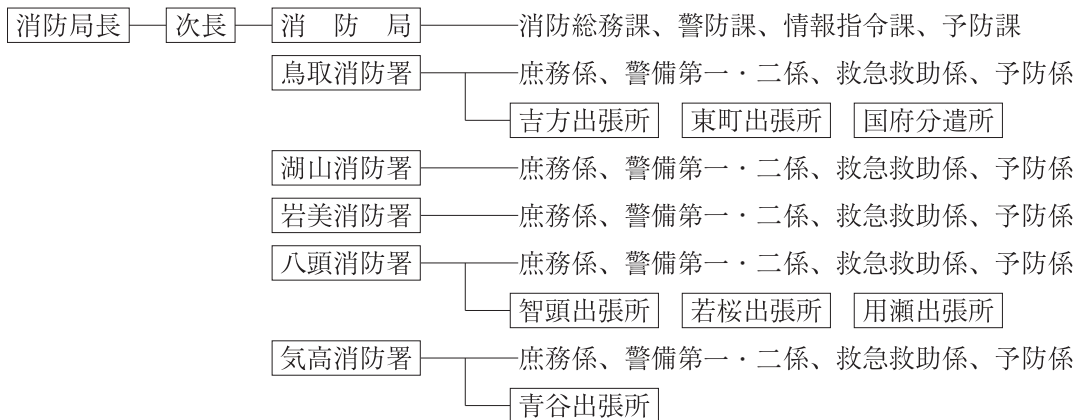 消防局長 次長 消防局 消防総務課、警防課、情報指令課、予防課
鳥取消防署 庶務係、警備第一・二係、救急救助係、予防係
吉方出張所 東町出張所 国府分遣所
湖山消防署 庶務係、警備第一・二係、救急救助係、予防係
岩美消防署 庶務係、警備第一・二係、救急救助係、予防係
八頭消防署 庶務係、警備第一・二係、救急救助係、予防係
智頭出張所 若桜出張所 用瀬出張所
気高消防署 庶務係、警備第一・二係、救急救助係、予防係
青谷出張所